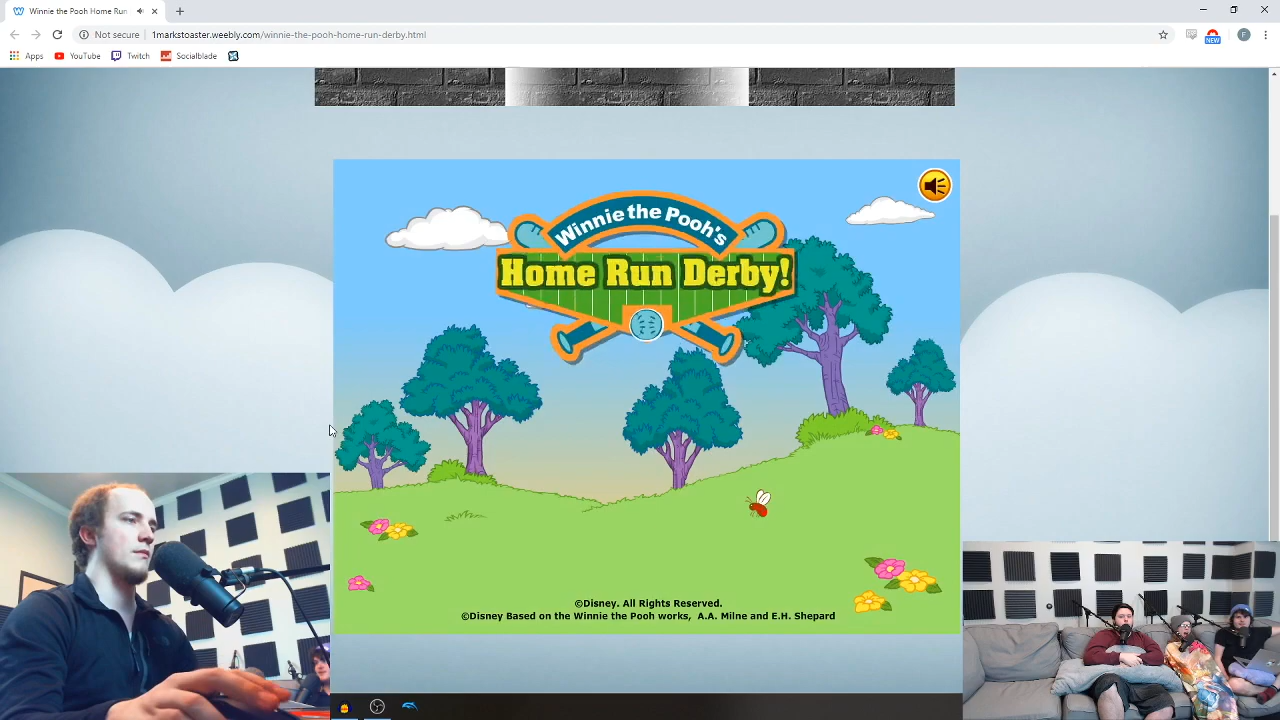 Winnie the Pooh Home Run
Not secure
1markstoaster.weebly.com/winnie-the-pooh-home-run-derby.html
F
NEW
Apps
YouTube
Twitch
Socialblade
Winnie the Pooh's
Home Run Derby!
©Disney. All Rights Reserved.
©Disney Based on the Winnie the Pooh works, A.A. Milne and E.H. Shepard